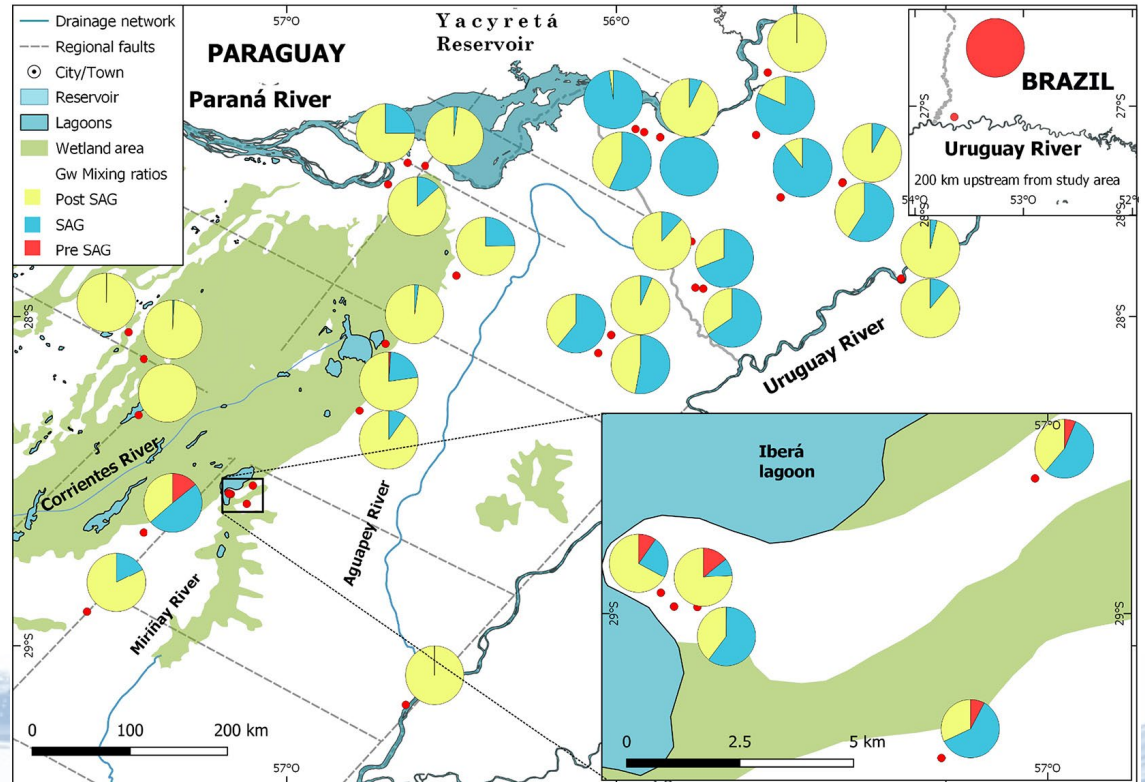 Drainage network
Regional faults
City/Town
Reservoir
Lagoons
Wetland area
Gw Mixing ratios
Post SAG
SAG
Pre SAG
57°O
56°O
Yacyretá
Reservoir
PARAGUAY
Paraná River
BRAZIL
27°S
27°S
Uruguay River
200 km upstream from study area
54°O
53°O
52°O
28°S
28°S
Uruguay River
Corrientes River
Aguapey River
Miriñay River
Iberá
lagoon
57°O
29°S
29°S
29°S
0 100 200 km
0 2.5 5 km
57°O
57°O